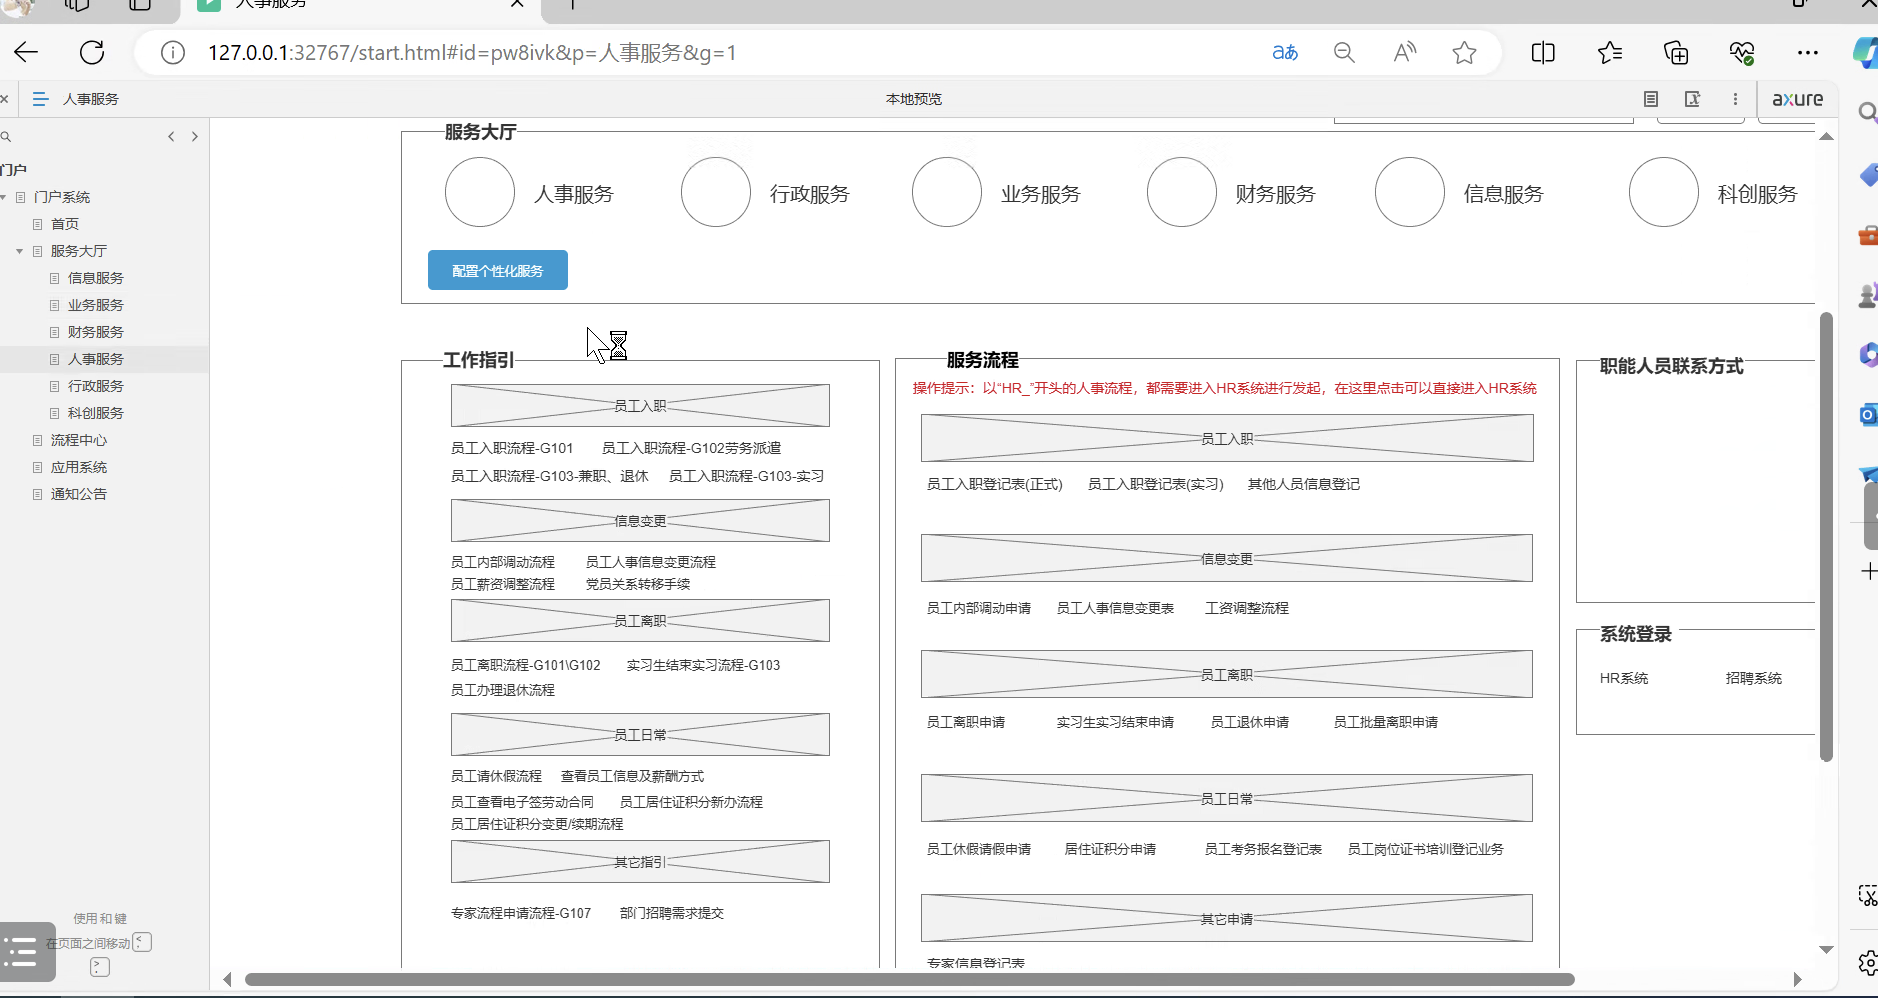 人事服务
127.0.0.1:32767/start.html#id=pw8ivk&p=人事服务&g=1
人事服务
本地预览
axure
门户
门户系统
首页
服务大厅
信息服务
业务服务
财务服务
人事服务
行政服务
科创服务
流程中心
应用系统
通知公告
使用 和 键
在页面之间移动
服务大厅
人事服务 行政服务 业务服务 财务服务 信息服务 科创服务
配置个性化服务
工作指引
员工入职
员工入职流程-G101 员工入职流程-G102劳务派遣
员工入职流程-G103-兼职、退休 员工入职流程-G103-实习
信息变更
员工内部调动流程 员工人事信息变更流程
员工薪资调整流程 党员关系转移手续
员工离职
员工离职流程-G101\G102 实习生结束实习流程-G103
员工办理退休流程
员工日常
员工请休假流程 查看员工信息及薪酬方式
员工查看电子签劳动合同 员工居住证积分新办流程
员工居住证积分变更/续期流程
其它指引
专家流程申请流程-G107 部门招聘需求提交
服务流程
操作提示：以“HR_”开头的人事流程，都需要进入HR系统进行发起，在这里点击可以直接进入HR系统
员工入职
员工入职登记表(正式) 员工入职登记表(实习) 其他人员信息登记
信息变更
员工内部调动申请 员工人事信息变更表 工资调整流程
员工离职
员工离职申请 实习生实习结束申请 员工退休申请 员工批量离职申请
员工日常
员工休假请假申请 居住证积分申请 员工考务报名登记表 员工岗位证书培训登记业务
其它申请
专家信息登记表
职能人员联系方式
系统登录
HR系统 招聘系统